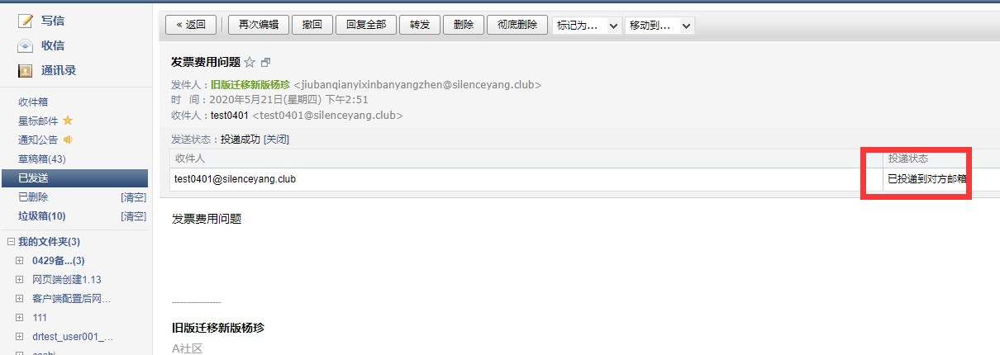 写信
收信
通讯录
收件箱
星标邮件
通知公告
草稿箱(43)
已发送
已删除 [清空]
垃圾箱(10) [清空]
我的文件夹(3)
0429备...(3)
网页端创建1.13
客户端配置后网…
111
drtest_user001_…
« 返回 再次编辑 撤回 回复全部 转发 删除 彻底删除 标记为... 移动到...
发票费用问题
发件人：旧版迁移新版杨珍 <jiubanqianyixinbanyangzhen@silenceyang.club>
时 间：2020年5月21日(星期四) 下午2:51
收件人：test0401 <test0401@silenceyang.club>
发送状态：投递成功 [关闭]
收件人 投递状态
test0401@silenceyang.club 已投递到对方邮箱
发票费用问题
------------------
旧版迁移新版杨珍
A社区